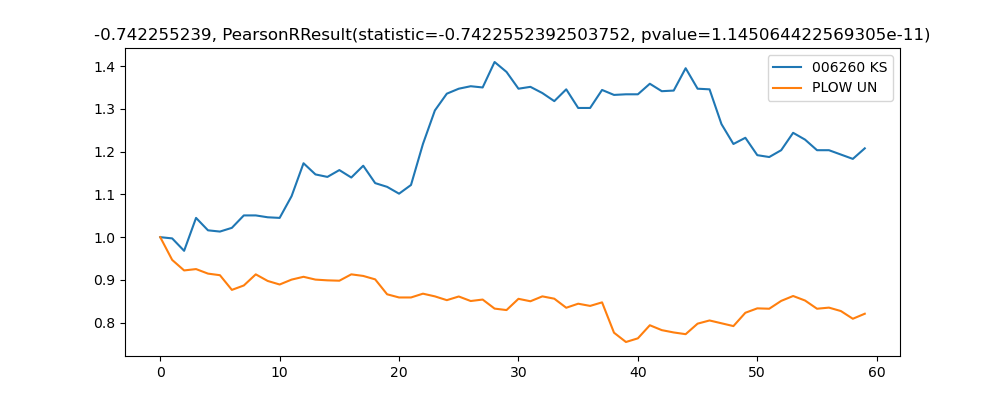 -0.742255239, PearsonRResult(statistic=-0.7422552392503752, pvalue=1.145064422569305e-11)
006260 KS
PLOW UN
1.4
1.3
1.2
1.1
1.0
0.9
0.8
0 10 20 30 40 50 60